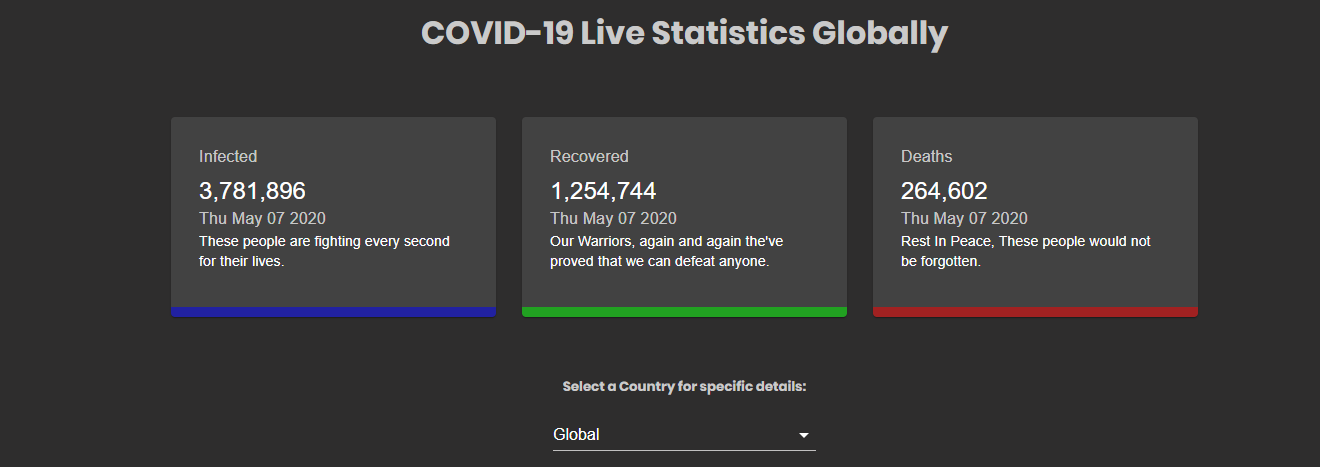 COVID-19 Live Statistics Globally
Infected
3,781,896
Thu May 07 2020
These people are fighting every second
for their lives.
Recovered
1,254,744
Thu May 07 2020
Our Warriors, again and again the've
proved that we can defeat anyone.
Deaths
264,602
Thu May 07 2020
Rest In Peace, These people would not
be forgotten.
Select a Country for specific details:
Global